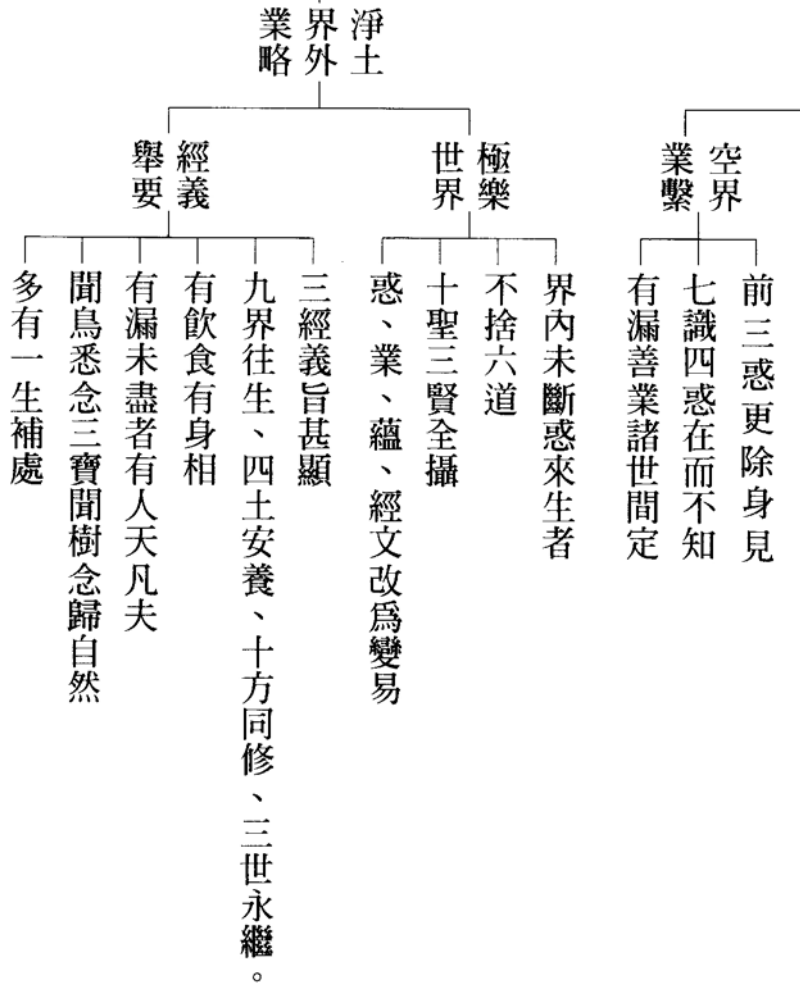 空界
業繫
前三惑更除身見
七識四惑在而不知
有漏善業諸世間定
淨土
界外
業略
極樂
世界
界內未斷惑來生者
不捨六道
十聖三賢全攝
惑、業、蘊、經文改爲變易
經義
舉要
三經義旨甚顯
九界往生、四土安養、十方同修、三世永繼。
有飲食有身相
有漏未盡者有人天凡夫
聞鳥悉念三寶聞樹念歸自然
多有一生補處